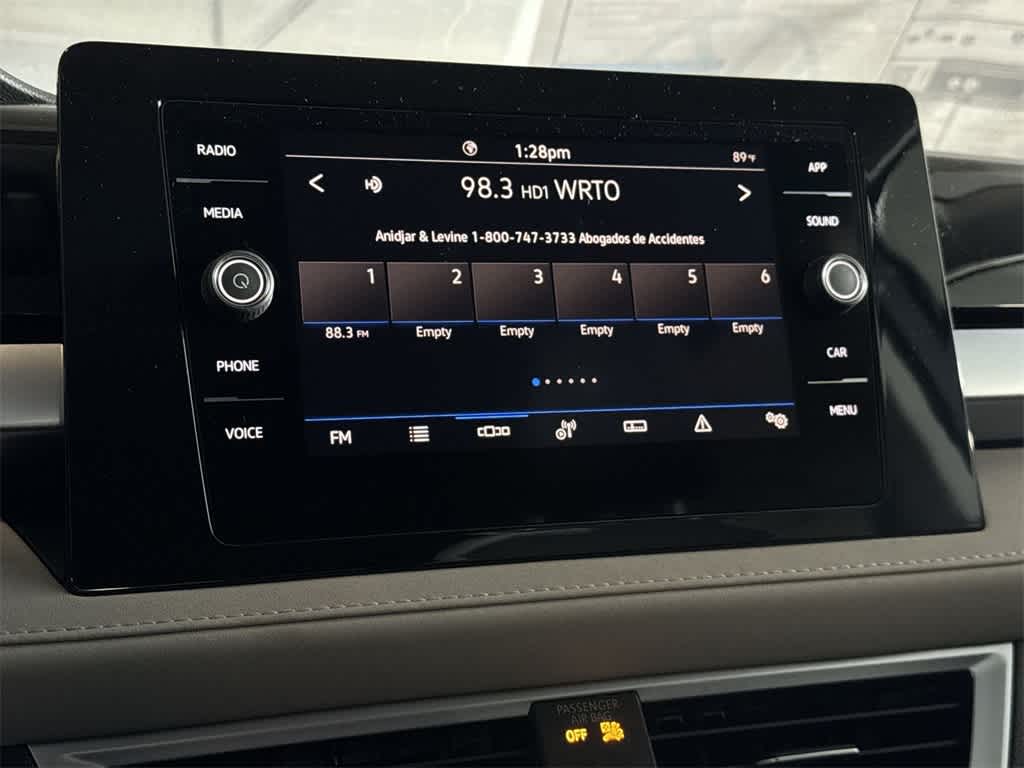 RADIO
MEDIA
PHONE
VOICE
1:28pm
89°F
98.3 HD1 WRTO
Anidjar & Levine 1-800-747-3733 Abogados de Accidentes
1 2 3 4 5 6
88.3 FM Empty Empty Empty Empty Empty
FM
APP
SOUND
CAR
MENU
PASSENGER
AIR BAG
OFF